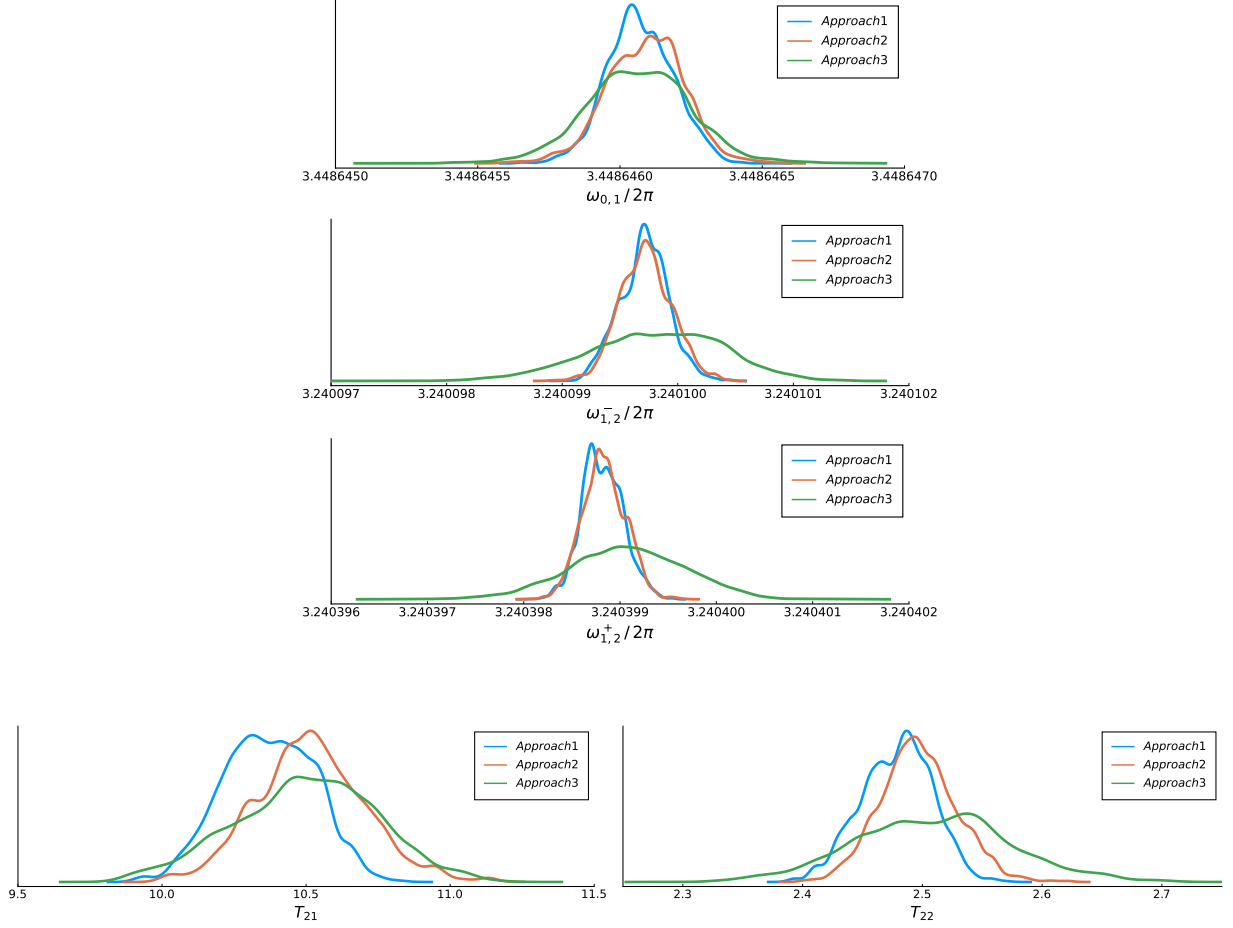 Approach1
Approach2
Approach3
3.4486450 3.4486455 3.4486460 3.4486465 3.4486470
ω0,1/2π
Approach1
Approach2
Approach3
3.240097 3.240098 3.240099 3.240100 3.240101 3.240102
ω⁻1,2/2π
Approach1
Approach2
Approach3
3.240396 3.240397 3.240398 3.240399 3.240400 3.240401 3.240402
ω⁺1,2/2π
Approach1
Approach2
Approach3
9.5 10.0 10.5 11.0 11.5
T21
Approach1
Approach2
Approach3
2.3 2.4 2.5 2.6 2.7
T22